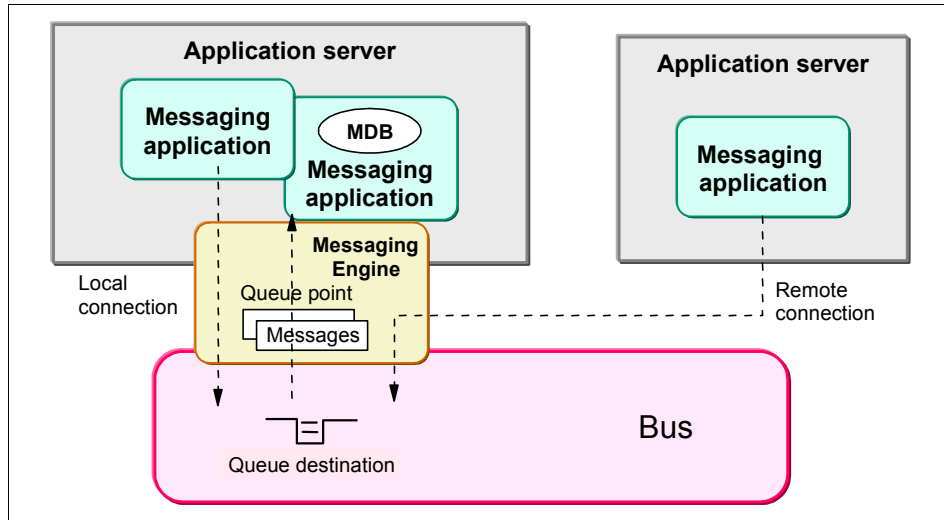 Application server
Application server
Messaging
application
MDB
Messaging
application
Messaging
application
Messaging
Engine
Local
connection
Queue point
Messages
Remote
connection
Bus
Queue destination